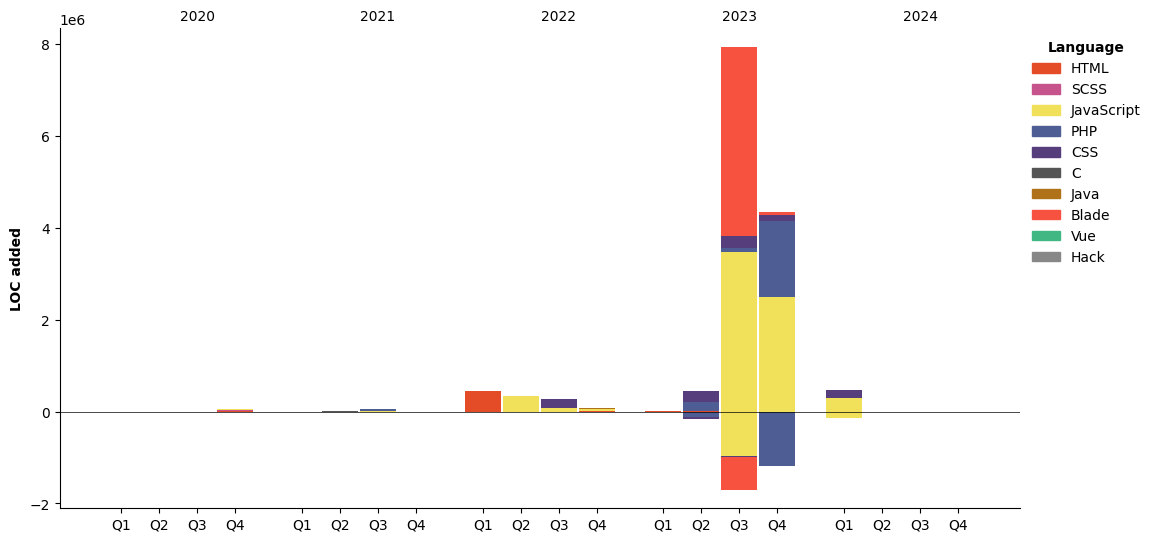 2020 2021 2022 2023 2024
1e6
8
6
4
2
0
−2
LOC added
Q1 Q2 Q3 Q4 Q1 Q2 Q3 Q4 Q1 Q2 Q3 Q4 Q1 Q2 Q3 Q4 Q1 Q2 Q3 Q4
Language
HTML
SCSS
JavaScript
PHP
CSS
C
Java
Blade
Vue
Hack